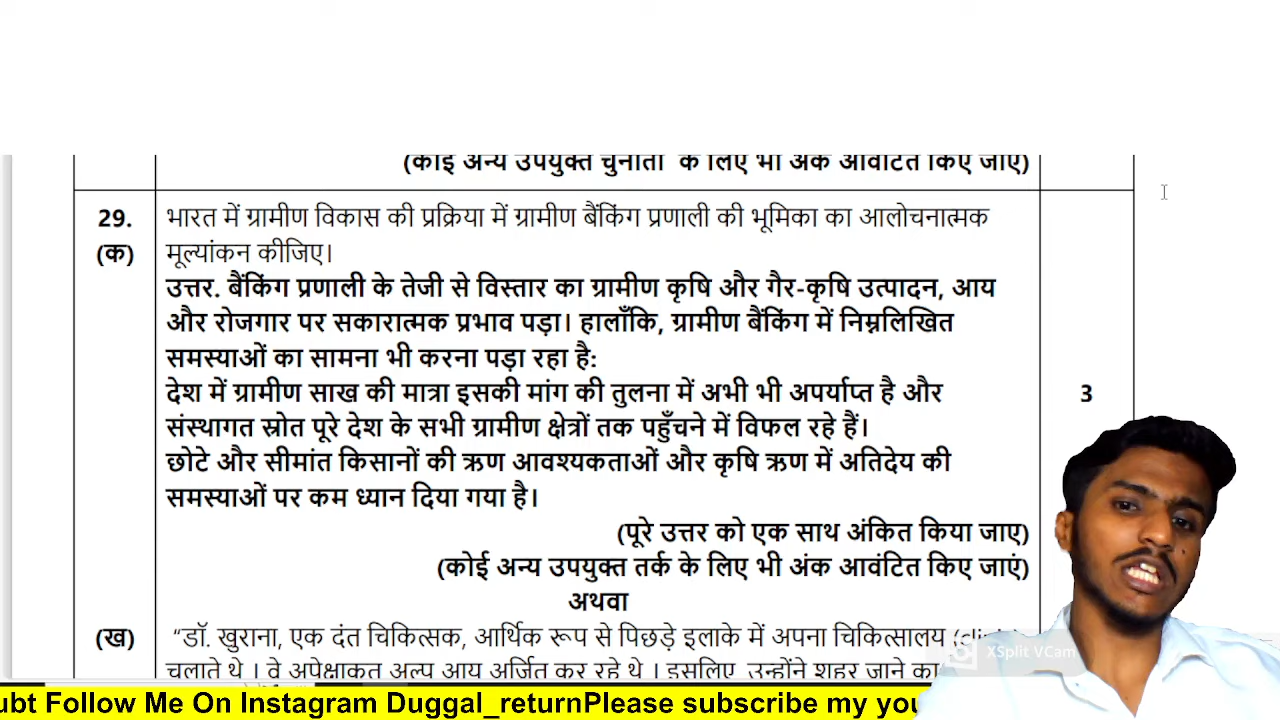 (कोई अन्य उपयुक्त चुनौती के लिए भी अंक आवंटित किए जाए)
29.
(क)
भारत में ग्रामीण विकास की प्रक्रिया में ग्रामीण बैंकिंग प्रणाली की भूमिका का आलोचनात्मक
मूल्यांकन कीजिए।
उत्तर. बैंकिंग प्रणाली के तेजी से विस्तार का ग्रामीण कृषि और गैर-कृषि उत्पादन, आय
और रोजगार पर सकारात्मक प्रभाव पड़ा। हालाँकि, ग्रामीण बैंकिंग में निम्नलिखित
समस्याओं का सामना भी करना पड़ा रहा है:
देश में ग्रामीण साख की मात्रा इसकी मांग की तुलना में अभी भी अपर्याप्त है और
संस्थागत स्रोत पूरे देश के सभी ग्रामीण क्षेत्रों तक पहुँचने में विफल रहे हैं।
छोटे और सीमांत किसानों की ऋण आवश्यकताओं और कृषि ऋण में अतिदेय की
समस्याओं पर कम ध्यान दिया गया है।
3
(पूरे उत्तर को एक साथ अंकित किया जाए)
(कोई अन्य उपयुक्त तर्क के लिए भी अंक आवंटित किए जाएं)
अथवा
(ख)
“डॉ. खुराना, एक दंत चिकित्सक, आर्थिक रूप से पिछड़े इलाके में अपना चिकित्सालय
चलाते थे । वे अपेक्षाकृत अल्प आय अर्जित कर रहे थे । इसलिए उन्होंने शहर जाने का
XSplit VCam
ubt Follow Me On Instagram Duggal_returnPlease subscribe my you